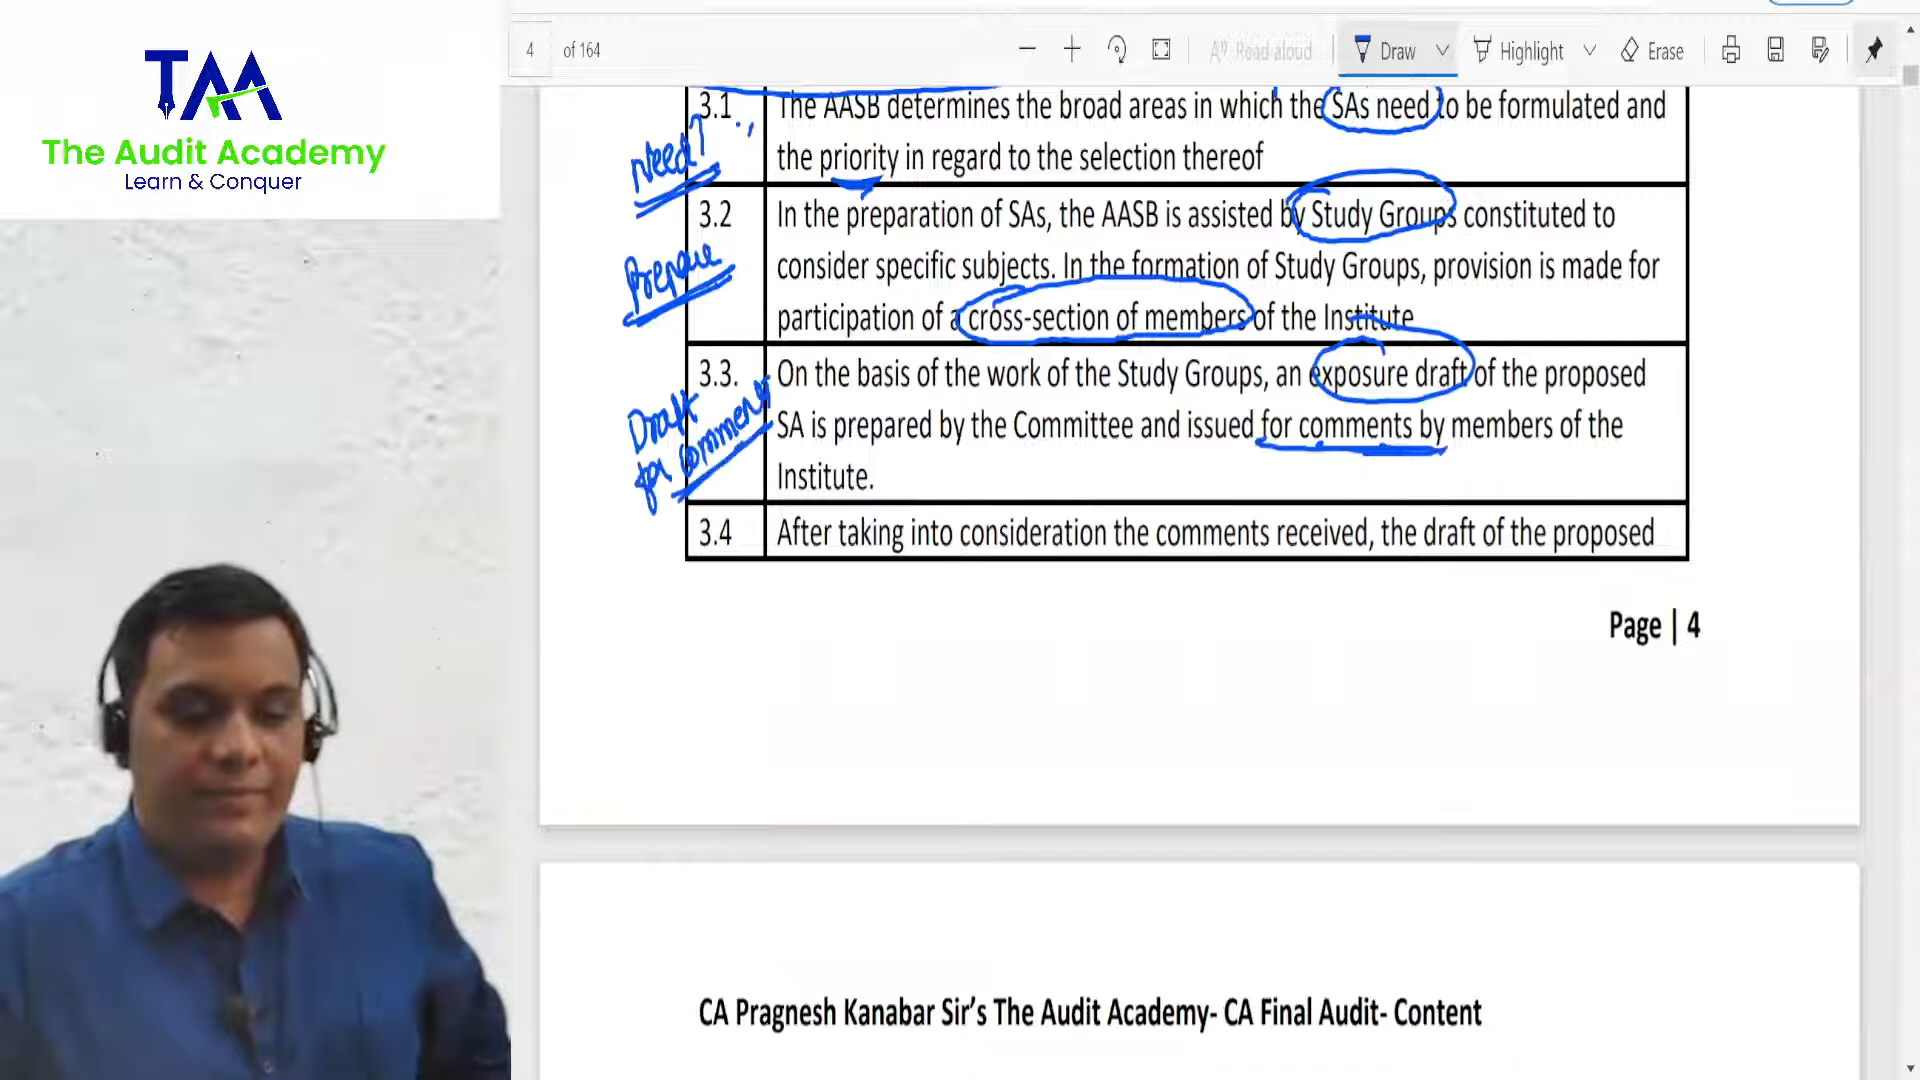 TAA
The Audit Academy
Learn & Conquer
4 of 164
Read aloud
Draw
Highlight
Erase
3.1 The AASB determines the broad areas in which the SAs need to be formulated and
the priority in regard to the selection thereof
Need?
3.2 In the preparation of SAs, the AASB is assisted by Study Groups constituted to
consider specific subjects. In the formation of Study Groups, provision is made for
participation of a cross-section of members of the Institute
Prepare
3.3. On the basis of the work of the Study Groups, an exposure draft of the proposed
SA is prepared by the Committee and issued for comments by members of the
Institute.
Draft
for comments
3.4 After taking into consideration the comments received, the draft of the proposed
Page | 4
CA Pragnesh Kanabar Sir's The Audit Academy- CA Final Audit- Content